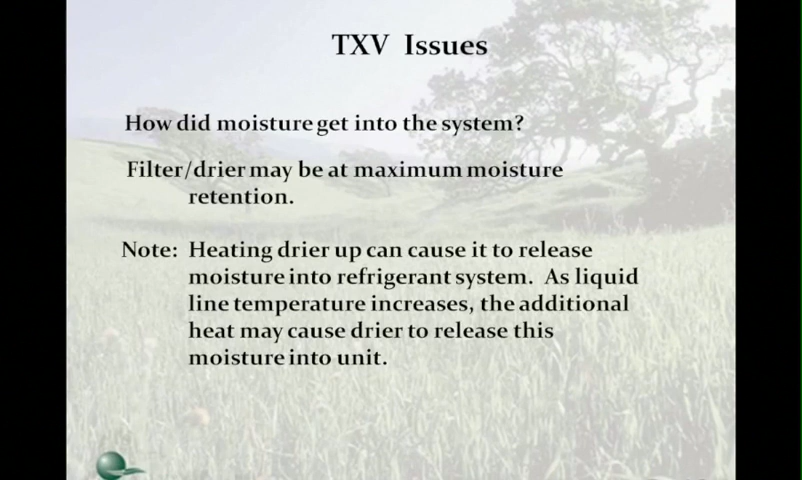 TXV Issues
How did moisture get into the system?
Filter/drier may be at maximum moisture
retention.
Note: Heating drier up can cause it to release
moisture into refrigerant system. As liquid
line temperature increases, the additional
heat may cause drier to release this
moisture into unit.